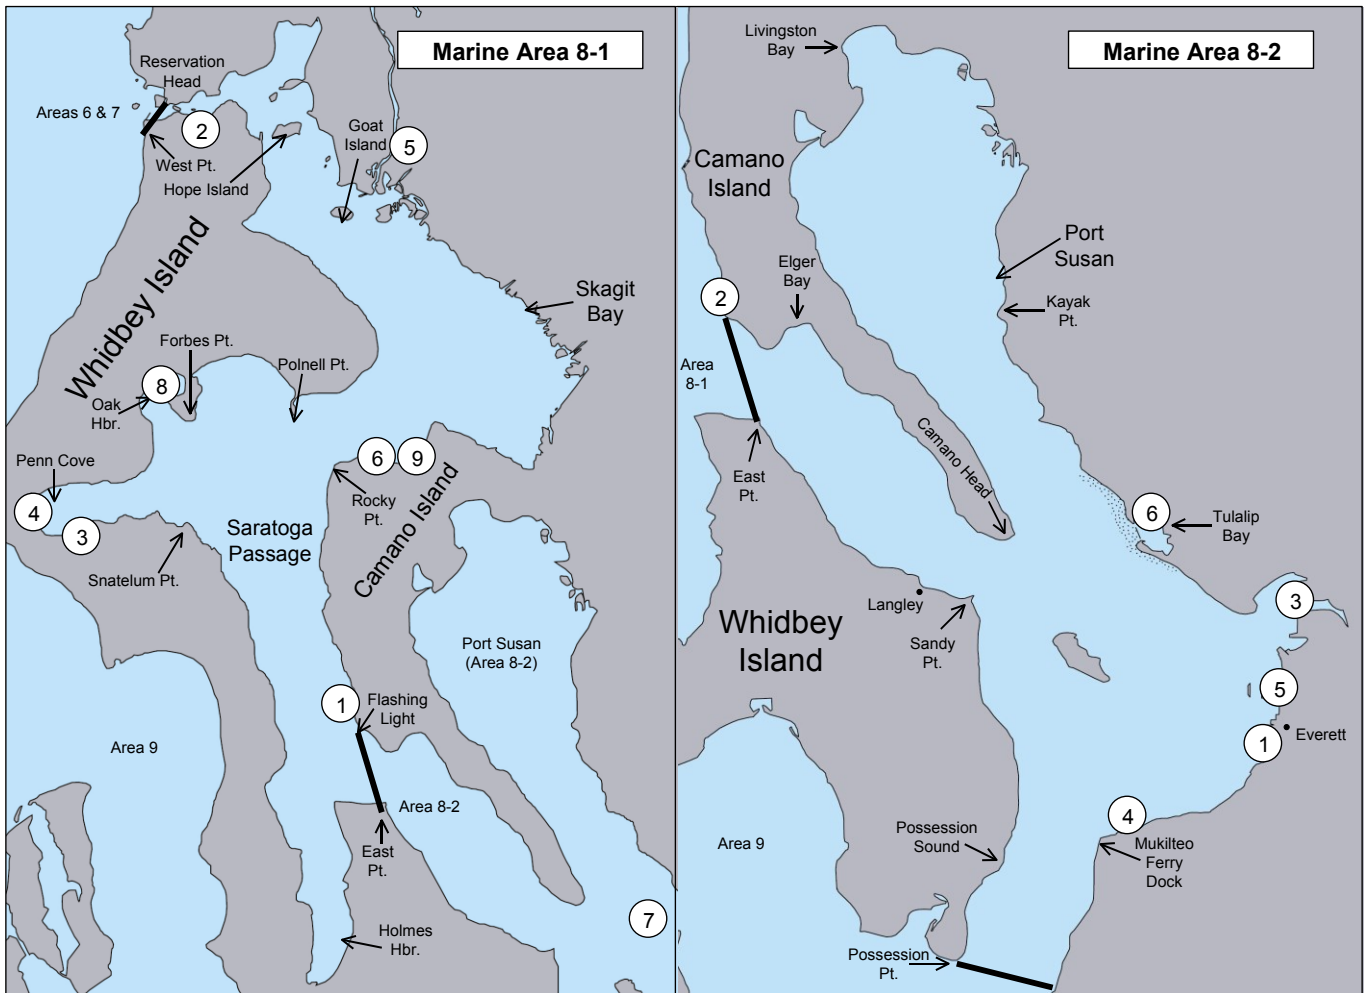 Marine Area 8-1
Reservation
Head
Areas 6 & 7
2
West Pt.
Hope Island
Goat
Island
5
Whidbey Island
Skagit
Bay
Forbes Pt.
Polnell Pt.
8
Oak
Hbr.
Penn Cove
4
3
Snatelum Pt.
Saratoga
Passage
6
9
Rocky
Pt.
Camano Island
Port Susan
(Area 8-2)
1
Flashing
Light
Area 9
Area 8-2
East
Pt.
Holmes
Hbr.
7
Marine Area 8-2
Livingston
Bay
Camano
Island
Port
Susan
Elger
Bay
2
Kayak
Pt.
Area
8-1
East
Pt.
Camano Head
6
Tulalip
Bay
3
Langley
Whidbey
Island
Sandy
Pt.
5
Everett
1
4
Mukilteo
Ferry
Dock
Possession
Sound
Area 9
Possession
Pt.